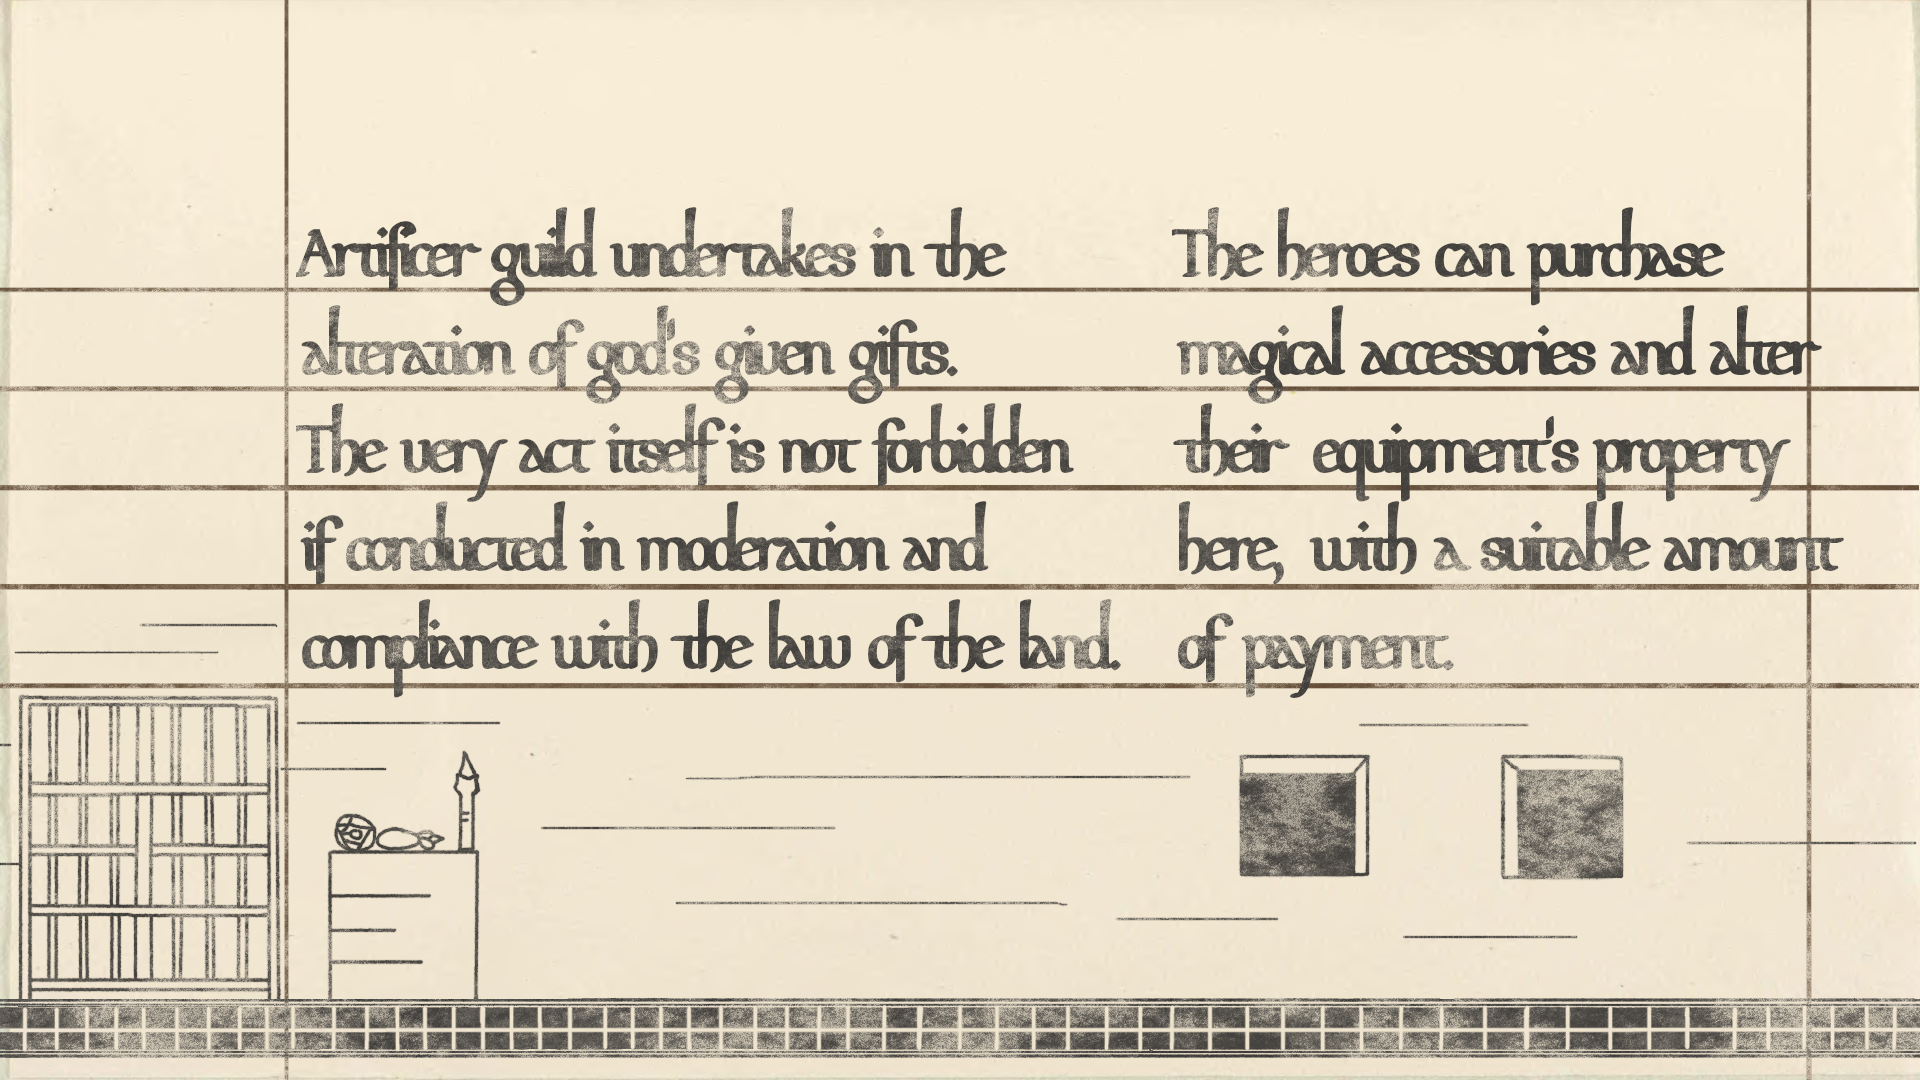 Artificer guild undertakes in the
alteration of god's given gifts.
The very act itself is not forbidden
if conducted in moderation and
compliance with the law of the land.
The heroes can purchase
magical accessories and alter
their equipment's property
here, with a suitable amount
of payment.